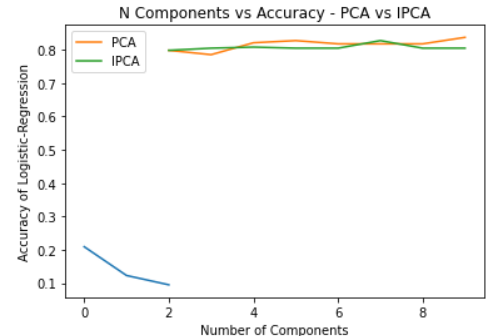 N Components vs Accuracy - PCA vs IPCA
PCA
IPCA
Accuracy of Logistic-Regression
0.8
0.7
0.6
0.5
0.4
0.3
0.2
0.1
0 2 4 6 8
Number of Components